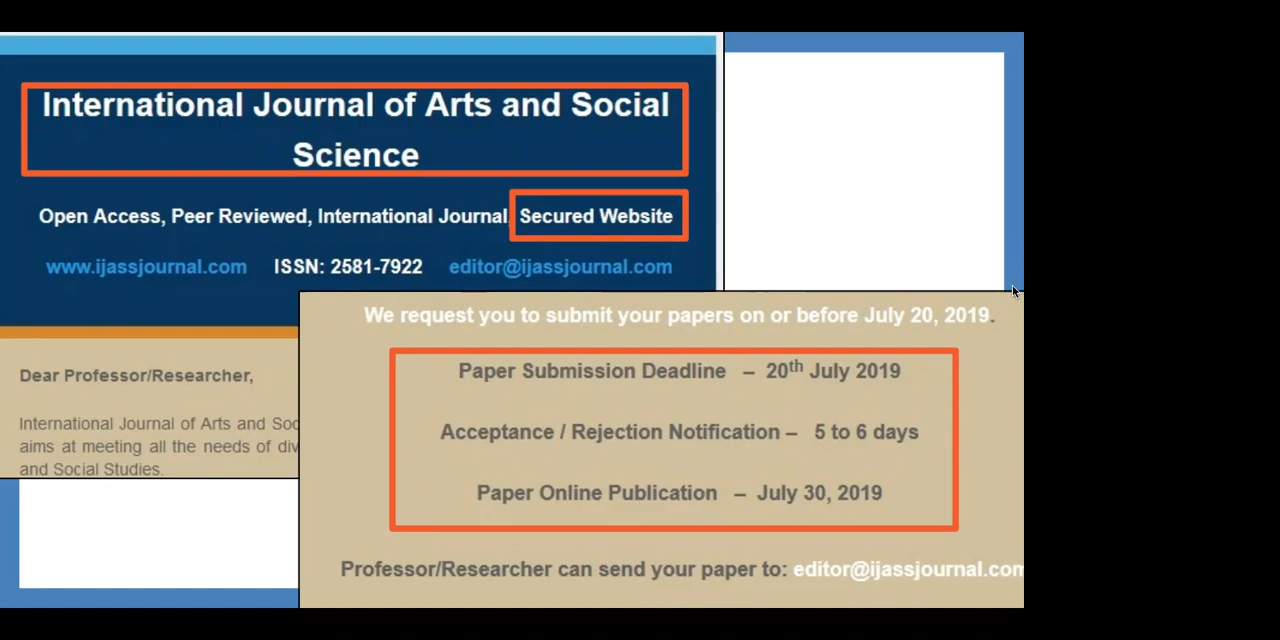 International Journal of Arts and Social
Science
Open Access, Peer Reviewed, International Journal, Secured Website
www.ijassjournal.com ISSN: 2581-7922 editor@ijassjournal.com
Dear Professor/Researcher,
International Journal of Arts and Soc
aims at meeting all the needs of div
and Social Studies.
We request you to submit your papers on or before July 20, 2019.
Paper Submission Deadline – 20th July 2019
Acceptance / Rejection Notification – 5 to 6 days
Paper Online Publication – July 30, 2019
Professor/Researcher can send your paper to: editor@ijassjournal.com